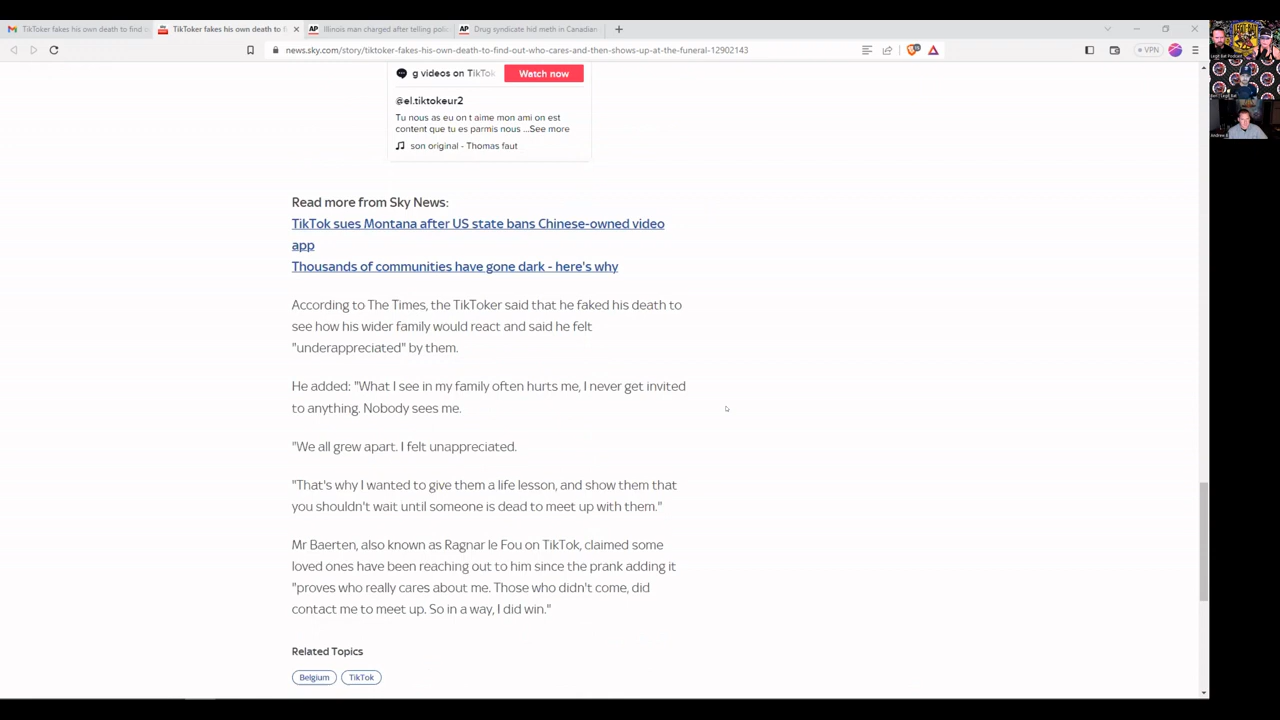 TikToker fakes his own death to find
TikToker fakes his own death to f
Illinois man charged after telling poli
Drug syndicate hid meth in Canadian
news.sky.com/story/tiktoker-fakes-his-own-death-to-find-out-who-cares-and-then-shows-up-at-the-funeral-12902143
VPN
g videos on TikTok
Watch now
@el.tiktokeur2
Tu nous as eu on t aime mon ami on est
content que tu es parmis nous ...See more
son original - Thomas faut
Read more from Sky News:
TikTok sues Montana after US state bans Chinese-owned video
app
Thousands of communities have gone dark - here's why
According to The Times, the TikToker said that he faked his death to
see how his wider family would react and said he felt
"underappreciated" by them.
He added: "What I see in my family often hurts me, I never get invited
to anything. Nobody sees me.
"We all grew apart. I felt unappreciated.
"That's why I wanted to give them a life lesson, and show them that
you shouldn't wait until someone is dead to meet up with them."
Mr Baerten, also known as Ragnar le Fou on TikTok, claimed some
loved ones have been reaching out to him since the prank adding it
"proves who really cares about me. Those who didn't come, did
contact me to meet up. So in a way, I did win."
Related Topics
Belgium
TikTok